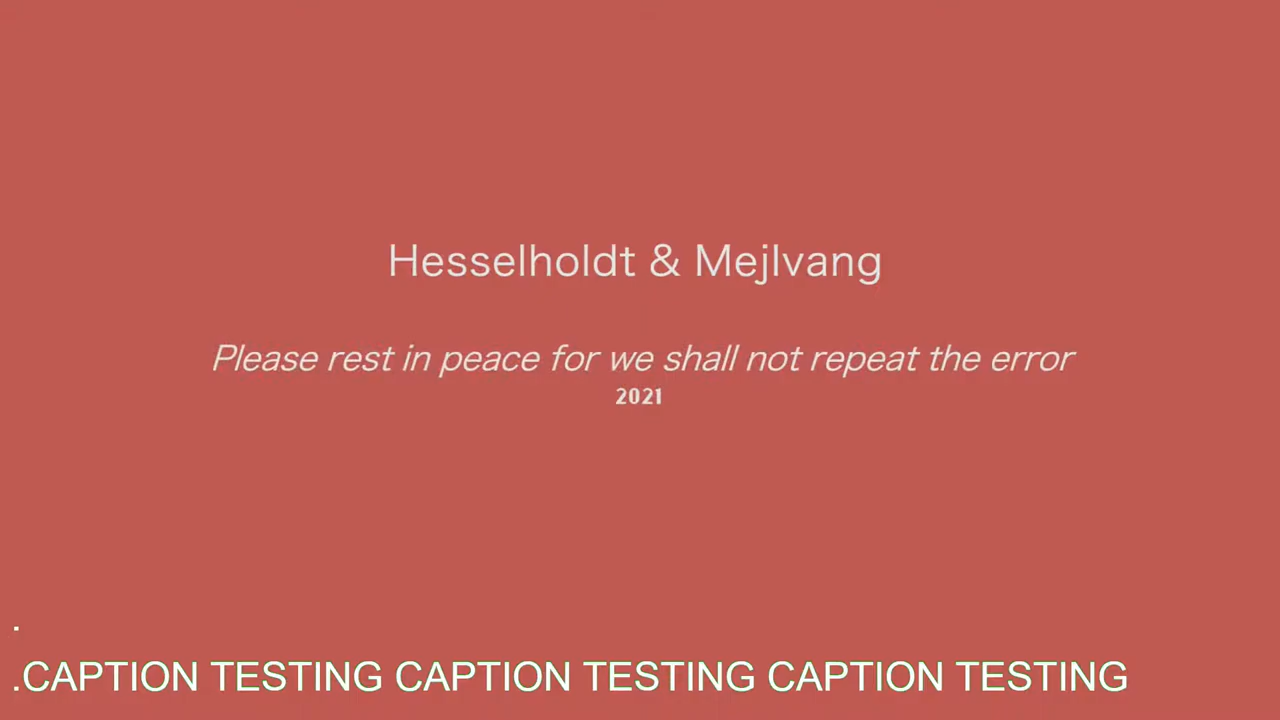 Hesselholdt & Mejlvang
Please rest in peace for we shall not repeat the error
2021
.
.CAPTION TESTING CAPTION TESTING CAPTION TESTING